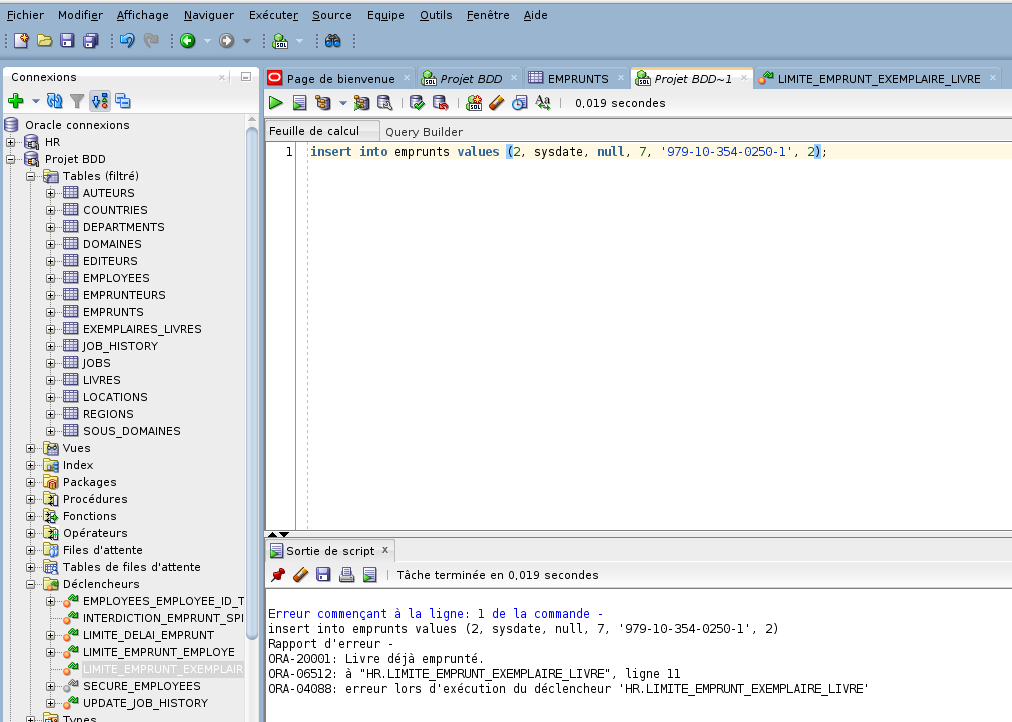 Fichier Modifier Affichage Naviguer Exécuter Source Equipe Outils Fenêtre Aide
Connexions
Oracle connexions
HR
Projet BDD
Tables (filtré)
AUTEURS
COUNTRIES
DEPARTMENTS
DOMAINES
EDITEURS
EMPLOYEES
EMPRUNTEURS
EMPRUNTS
EXEMPLAIRES_LIVRES
JOB_HISTORY
JOBS
LIVRES
LOCATIONS
REGIONS
SOUS_DOMAINES
Vues
Index
Packages
Procédures
Fonctions
Opérateurs
Files d'attente
Tables de files d'attente
Déclencheurs
EMPLOYEES_EMPLOYEE_ID_T
INTERDICTION_EMPRUNT_SPI
LIMITE_DELAI_EMPRUNT
LIMITE_EMPRUNT_EMPLOYE
LIMITE_EMPRUNT_EXEMPLAIR
SECURE_EMPLOYEES
UPDATE_JOB_HISTORY
Types
Page de bienvenue Projet BDD EMPRUNTS Projet BDD~1 LIMITE_EMPRUNT_EXEMPLAIRE_LIVRE
0,019 secondes
Feuille de calcul Query Builder
1 insert into emprunts values (2, sysdate, null, 7, '979-10-354-0250-1', 2);
Sortie de script
Tâche terminée en 0,019 secondes
Erreur commençant à la ligne: 1 de la commande -
insert into emprunts values (2, sysdate, null, 7, '979-10-354-0250-1', 2)
Rapport d'erreur -
ORA-20001: Livre déjà emprunté.
ORA-06512: à "HR.LIMITE_EMPRUNT_EXEMPLAIRE_LIVRE", ligne 11
ORA-04088: erreur lors d'exécution du déclencheur 'HR.LIMITE_EMPRUNT_EXEMPLAIRE_LIVRE'